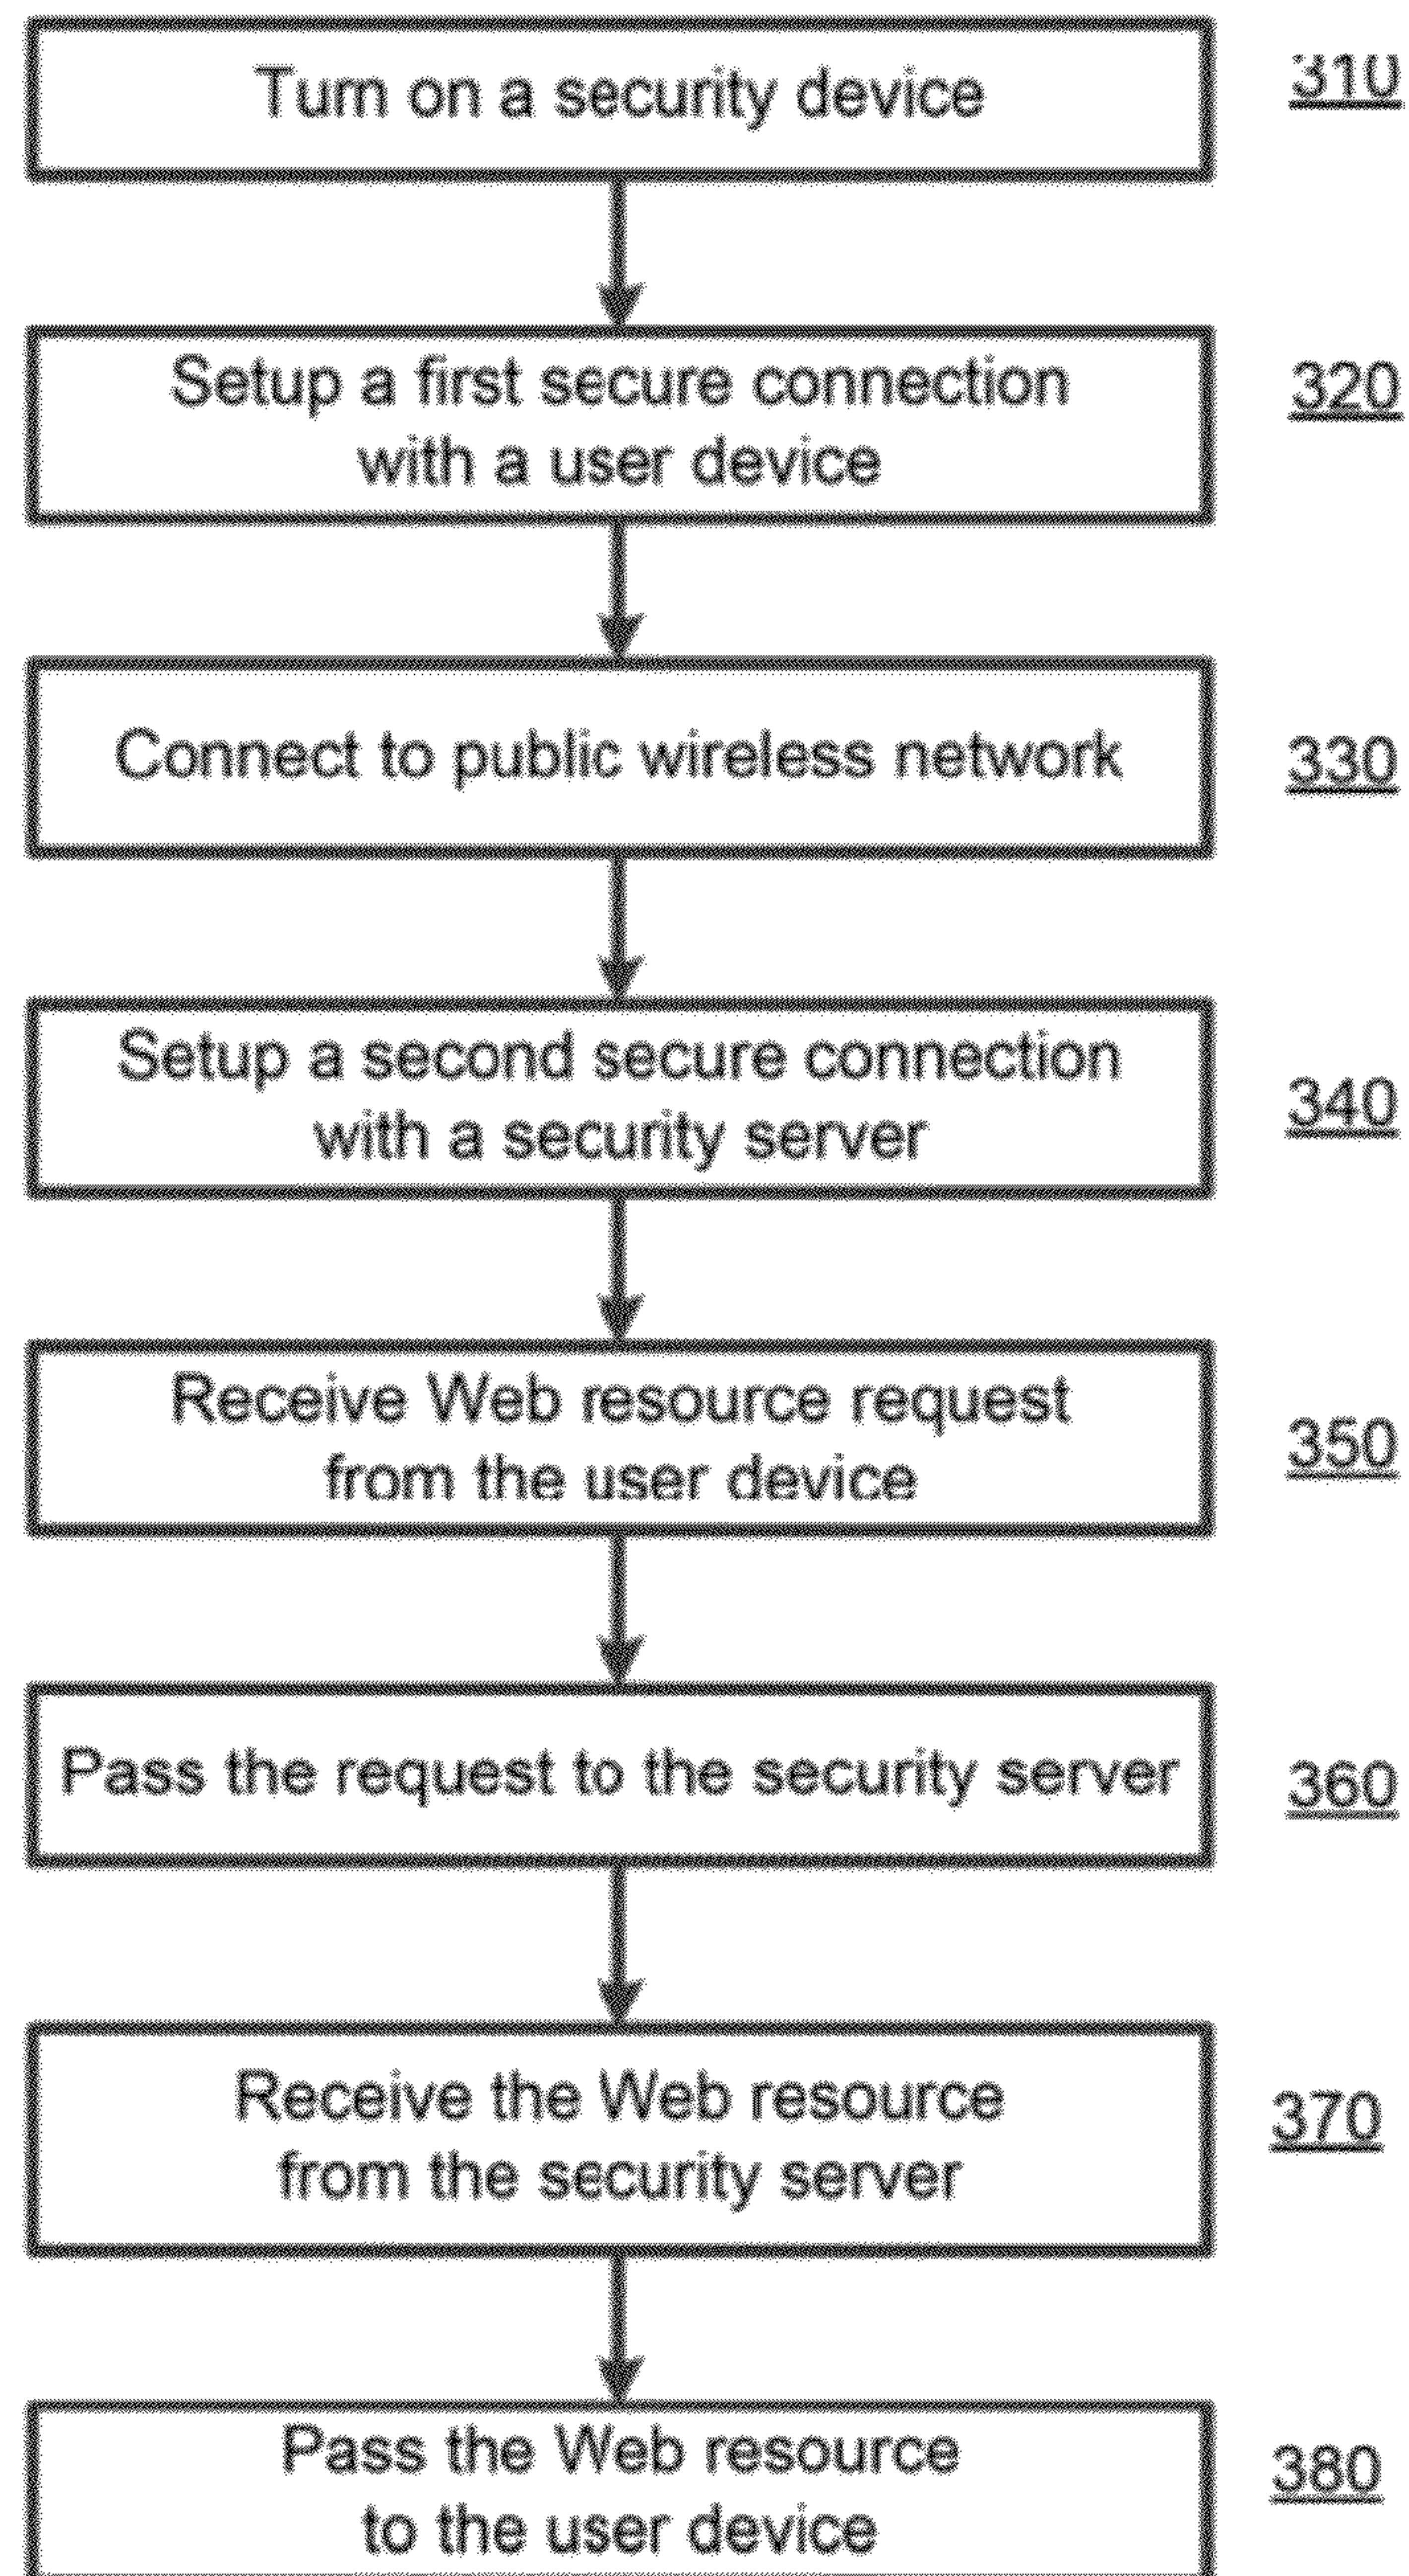 Turn on a security device
310
Setup a first secure connection
with a user device
320
Connect to public wireless network
330
Setup a second secure connection
with a security server
340
Receive Web resource request
from the user device
350
Pass the request to the security server
360
Receive the Web resource
from the security server
370
Pass the Web resource
to the user device
380